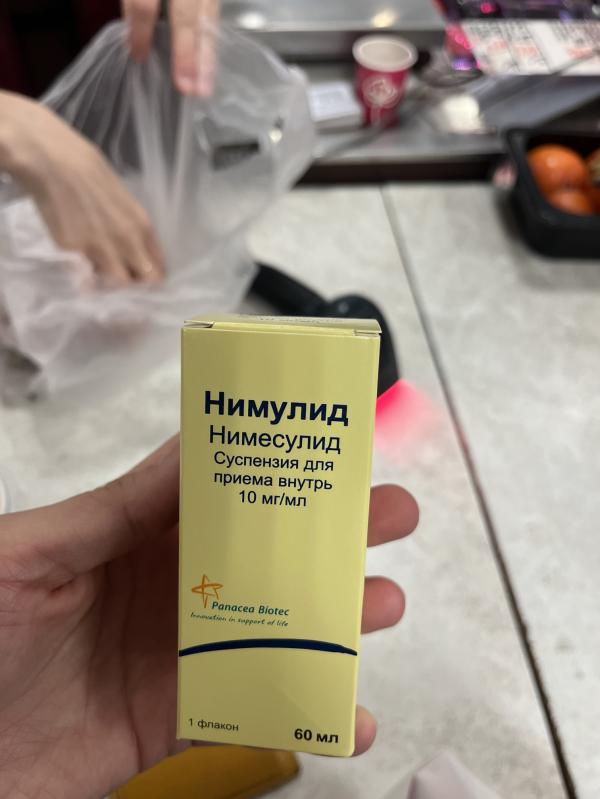 Нимулид
Нимесулид
Суспензия для
приема внутрь
10 мг/мл
Panacea Biotec
Innovation in support of life
1 флакон
60 мл